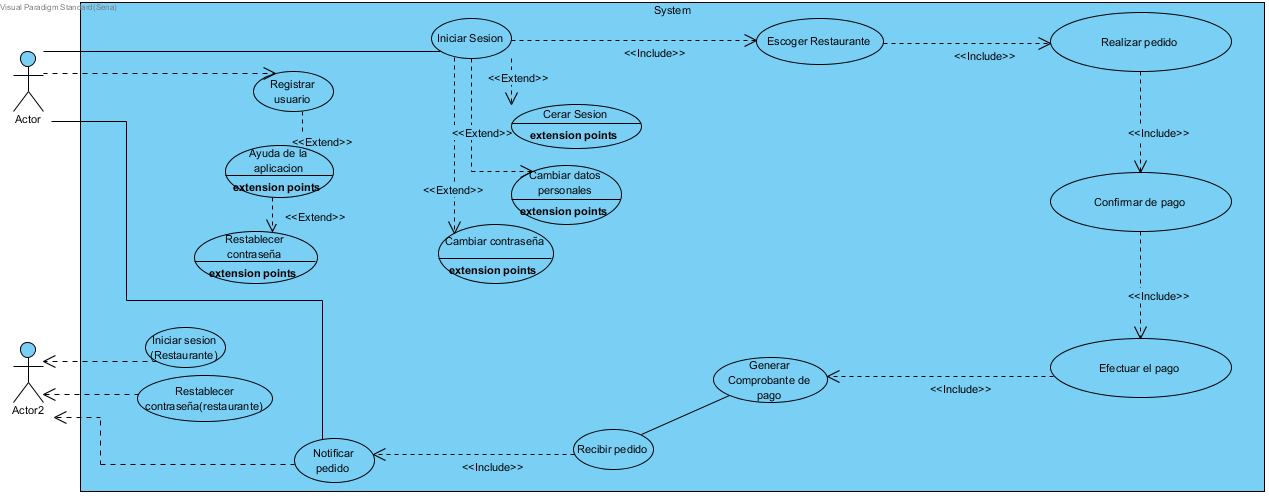 Visual Paradigm Standard(Sena)
System
Iniciar Sesion
<<Include>>
Escoger Restaurante
<<Include>>
Realizar pedido
Actor
Registrar
usuario
<<Extend>>
Cerar Sesion
extension points
<<Extend>>
<<Include>>
<<Extend>>
Ayuda de la
aplicacion
extension points
Cambiar datos
personales
extension points
<<Extend>>
Confirmar de pago
<<Extend>>
Restablecer
contraseña
extension points
Cambiar contraseña
extension points
<<Include>>
Actor2
Iniciar sesion
(Restaurante)
Restablecer
contraseña(restaurante)
Generar
Comprobante de
pago
<<Include>>
Efectuar el pago
Notificar
pedido
<<Include>>
Recibir pedido